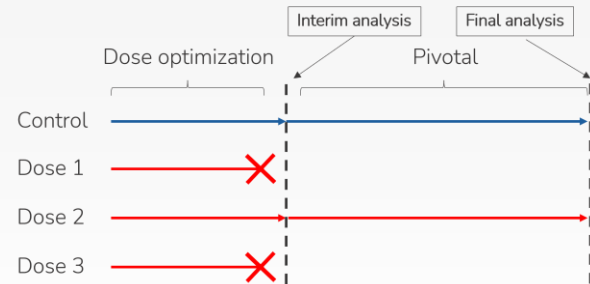 Interim analysis
Final analysis
Dose optimization
Pivotal
Control
Dose 1
Dose 2
Dose 3